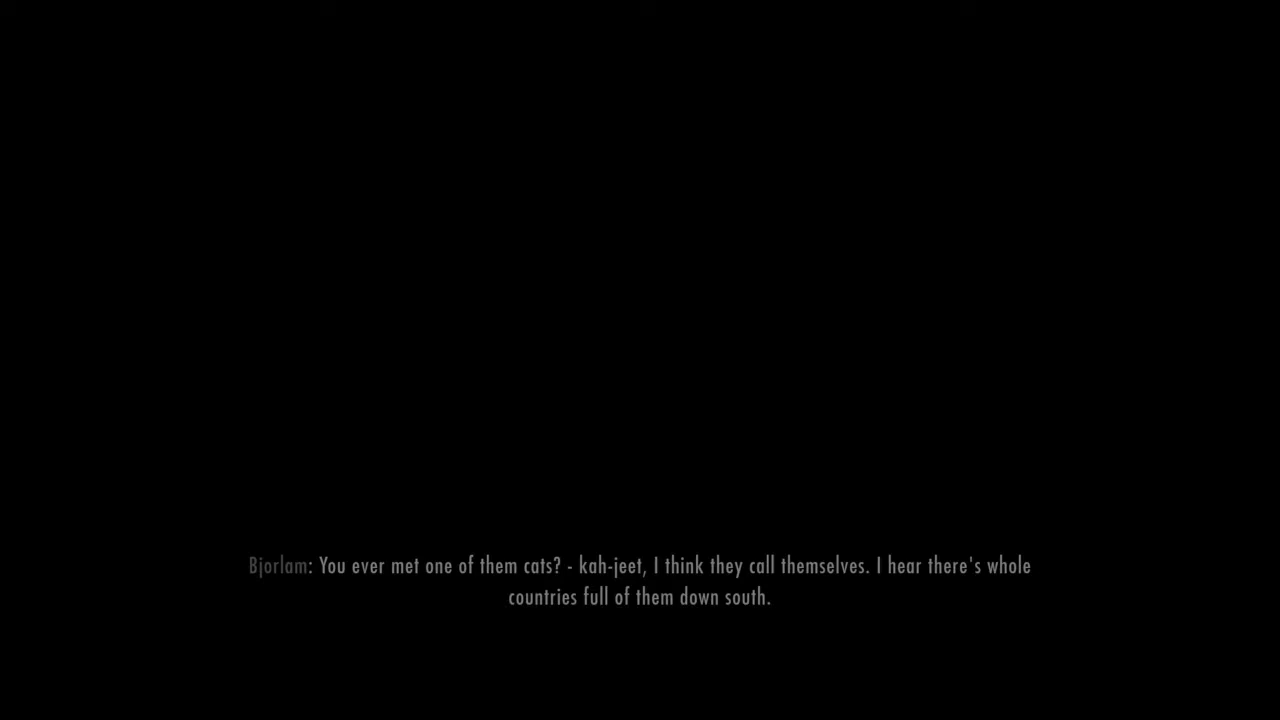 Bjorlam: You ever met one of them cats? - kah-jeet, I think they call themselves. I hear there's whole
countries full of them down south.